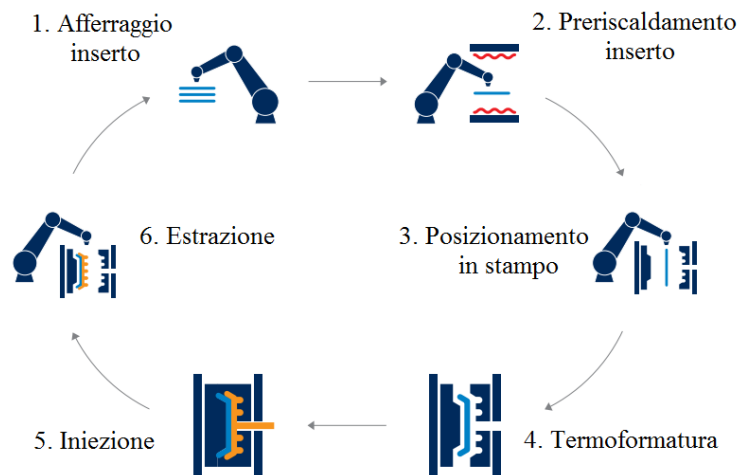 1. Afferraggio
inserto
2. Preriscaldamento
inserto
3. Posizionamento
in stampo
4. Termoformatura
5. Iniezione
6. Estrazione